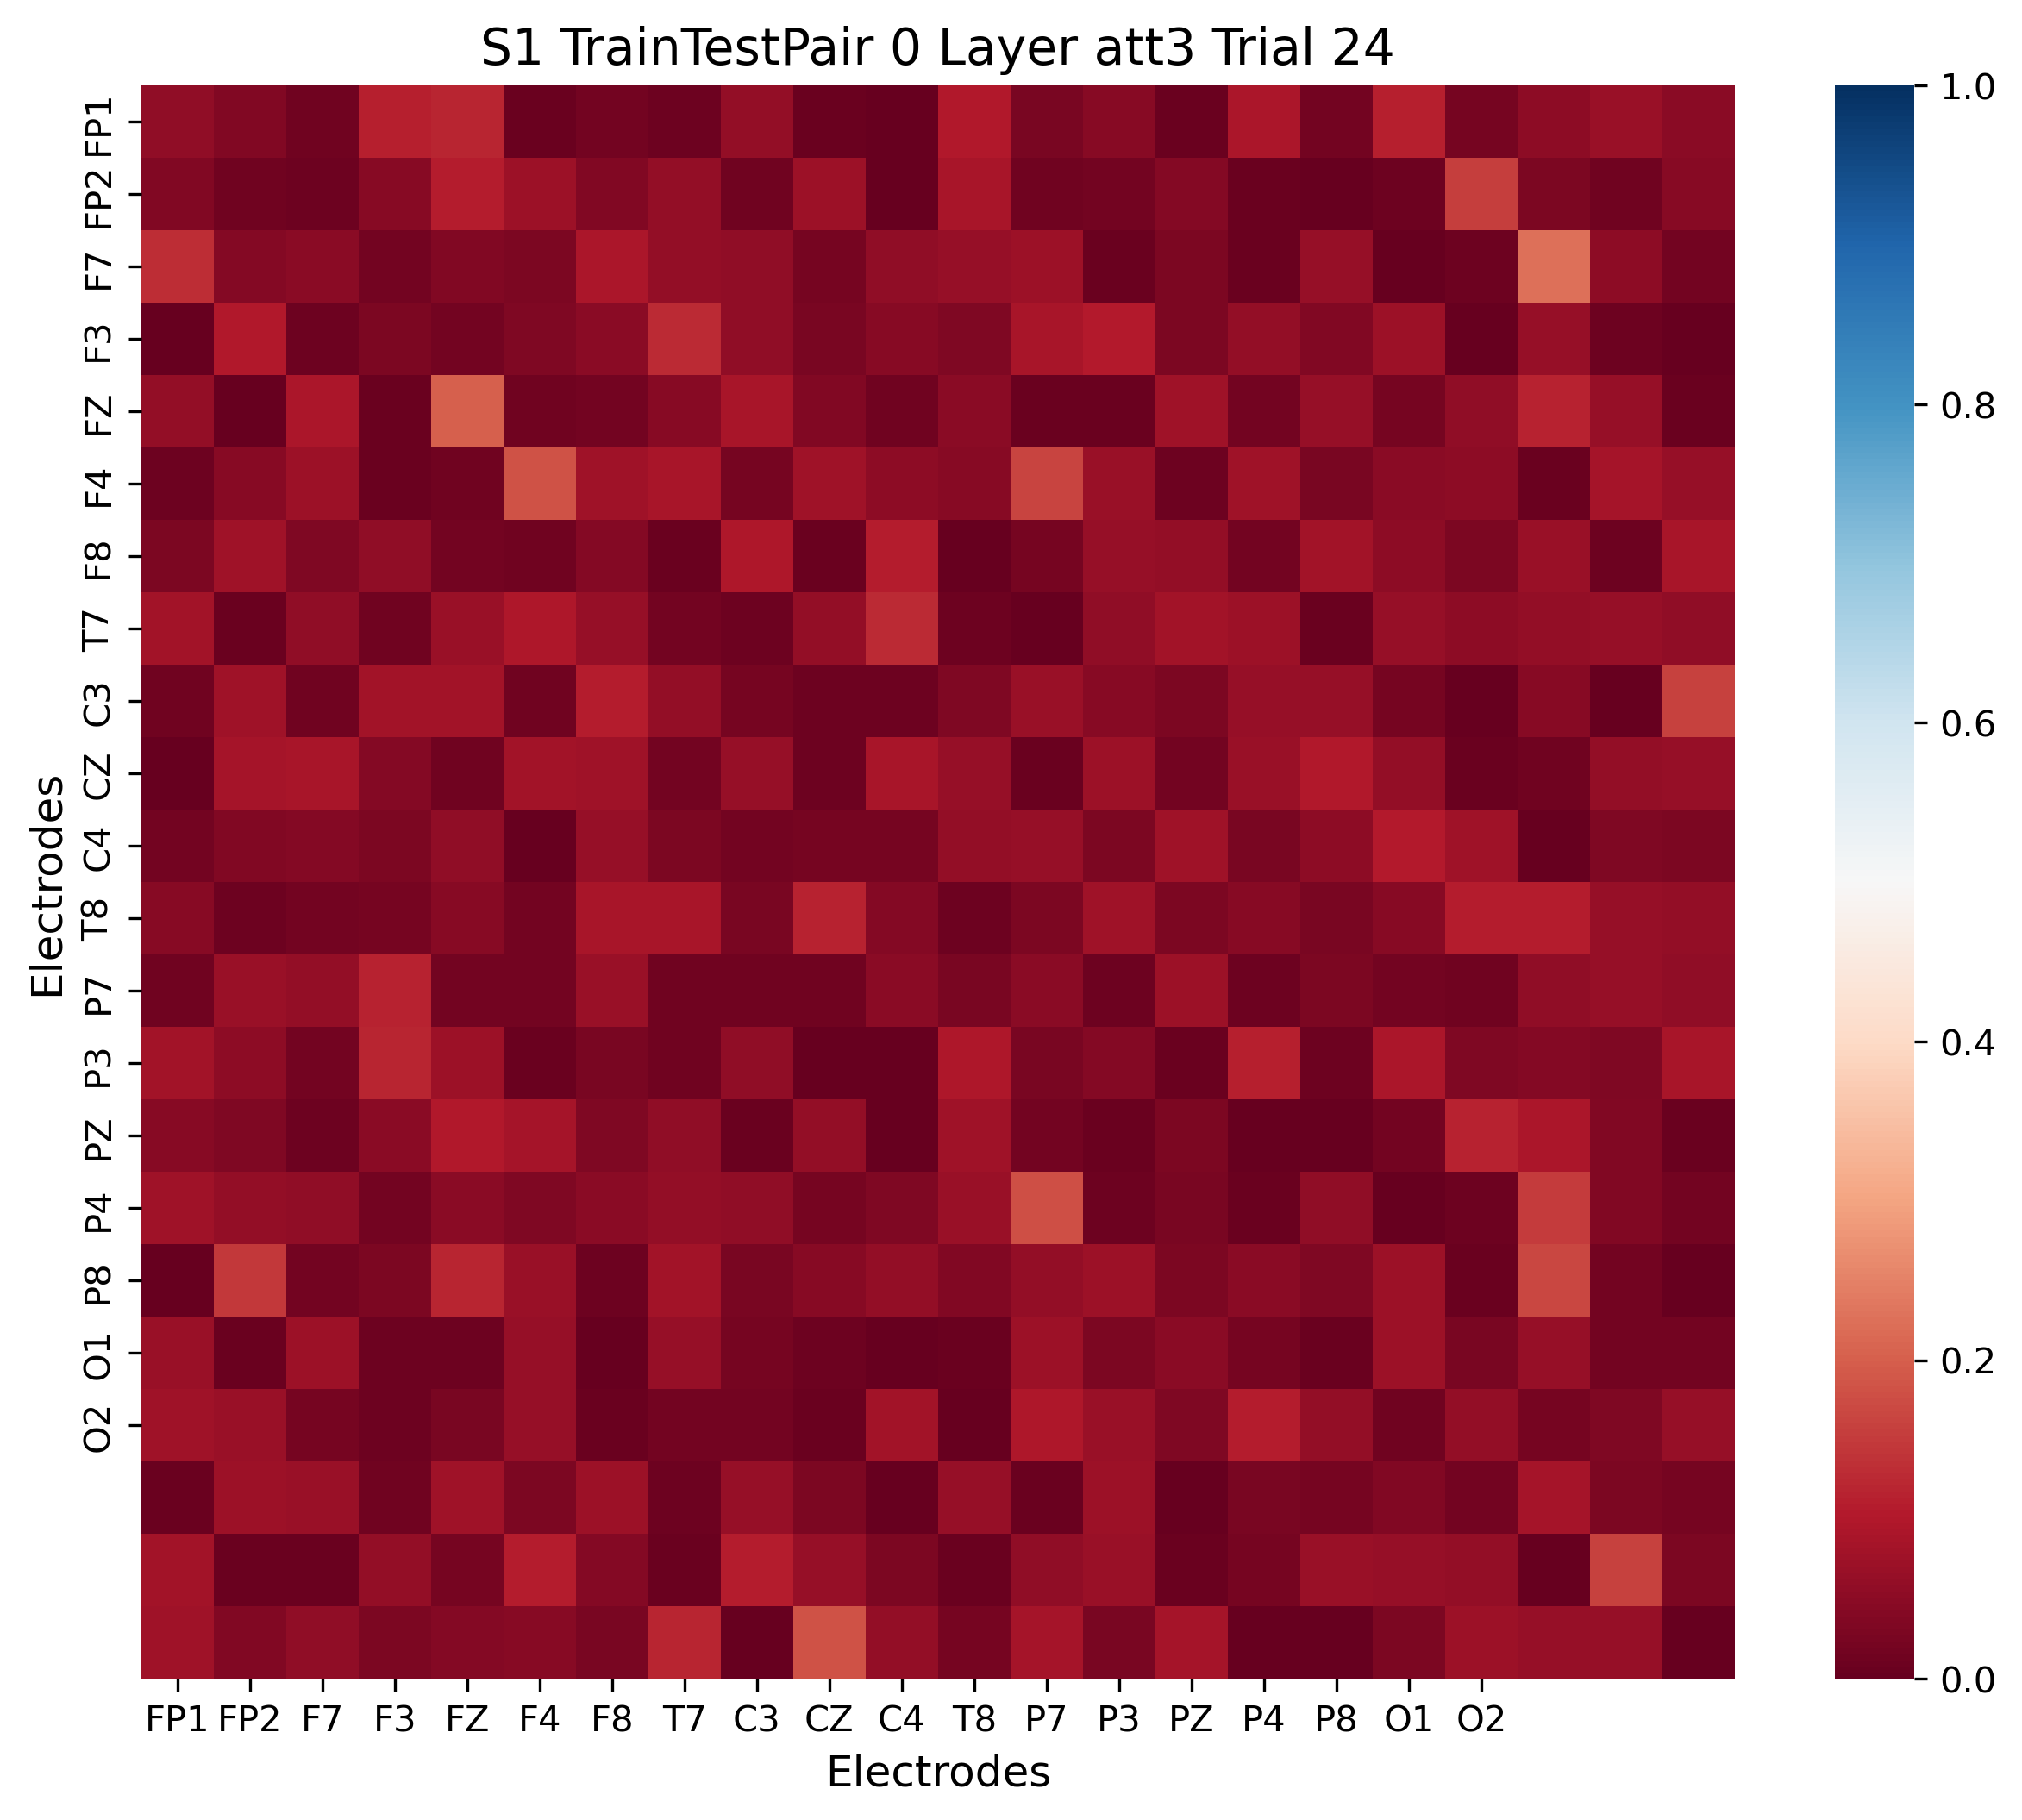 S1 TrainTestPair 0 Layer att3 Trial 24
Electrodes
FP1
FP2
F7
F3
FZ
F4
F8
T7
C3
CZ
C4
T8
P7
P3
PZ
P4
P8
O1
O2
FP1 FP2 F7 F3 FZ F4 F8 T7 C3 CZ C4 T8 P7 P3 PZ P4 P8 O1 O2
Electrodes
1.0
0.8
0.6
0.4
0.2
0.0